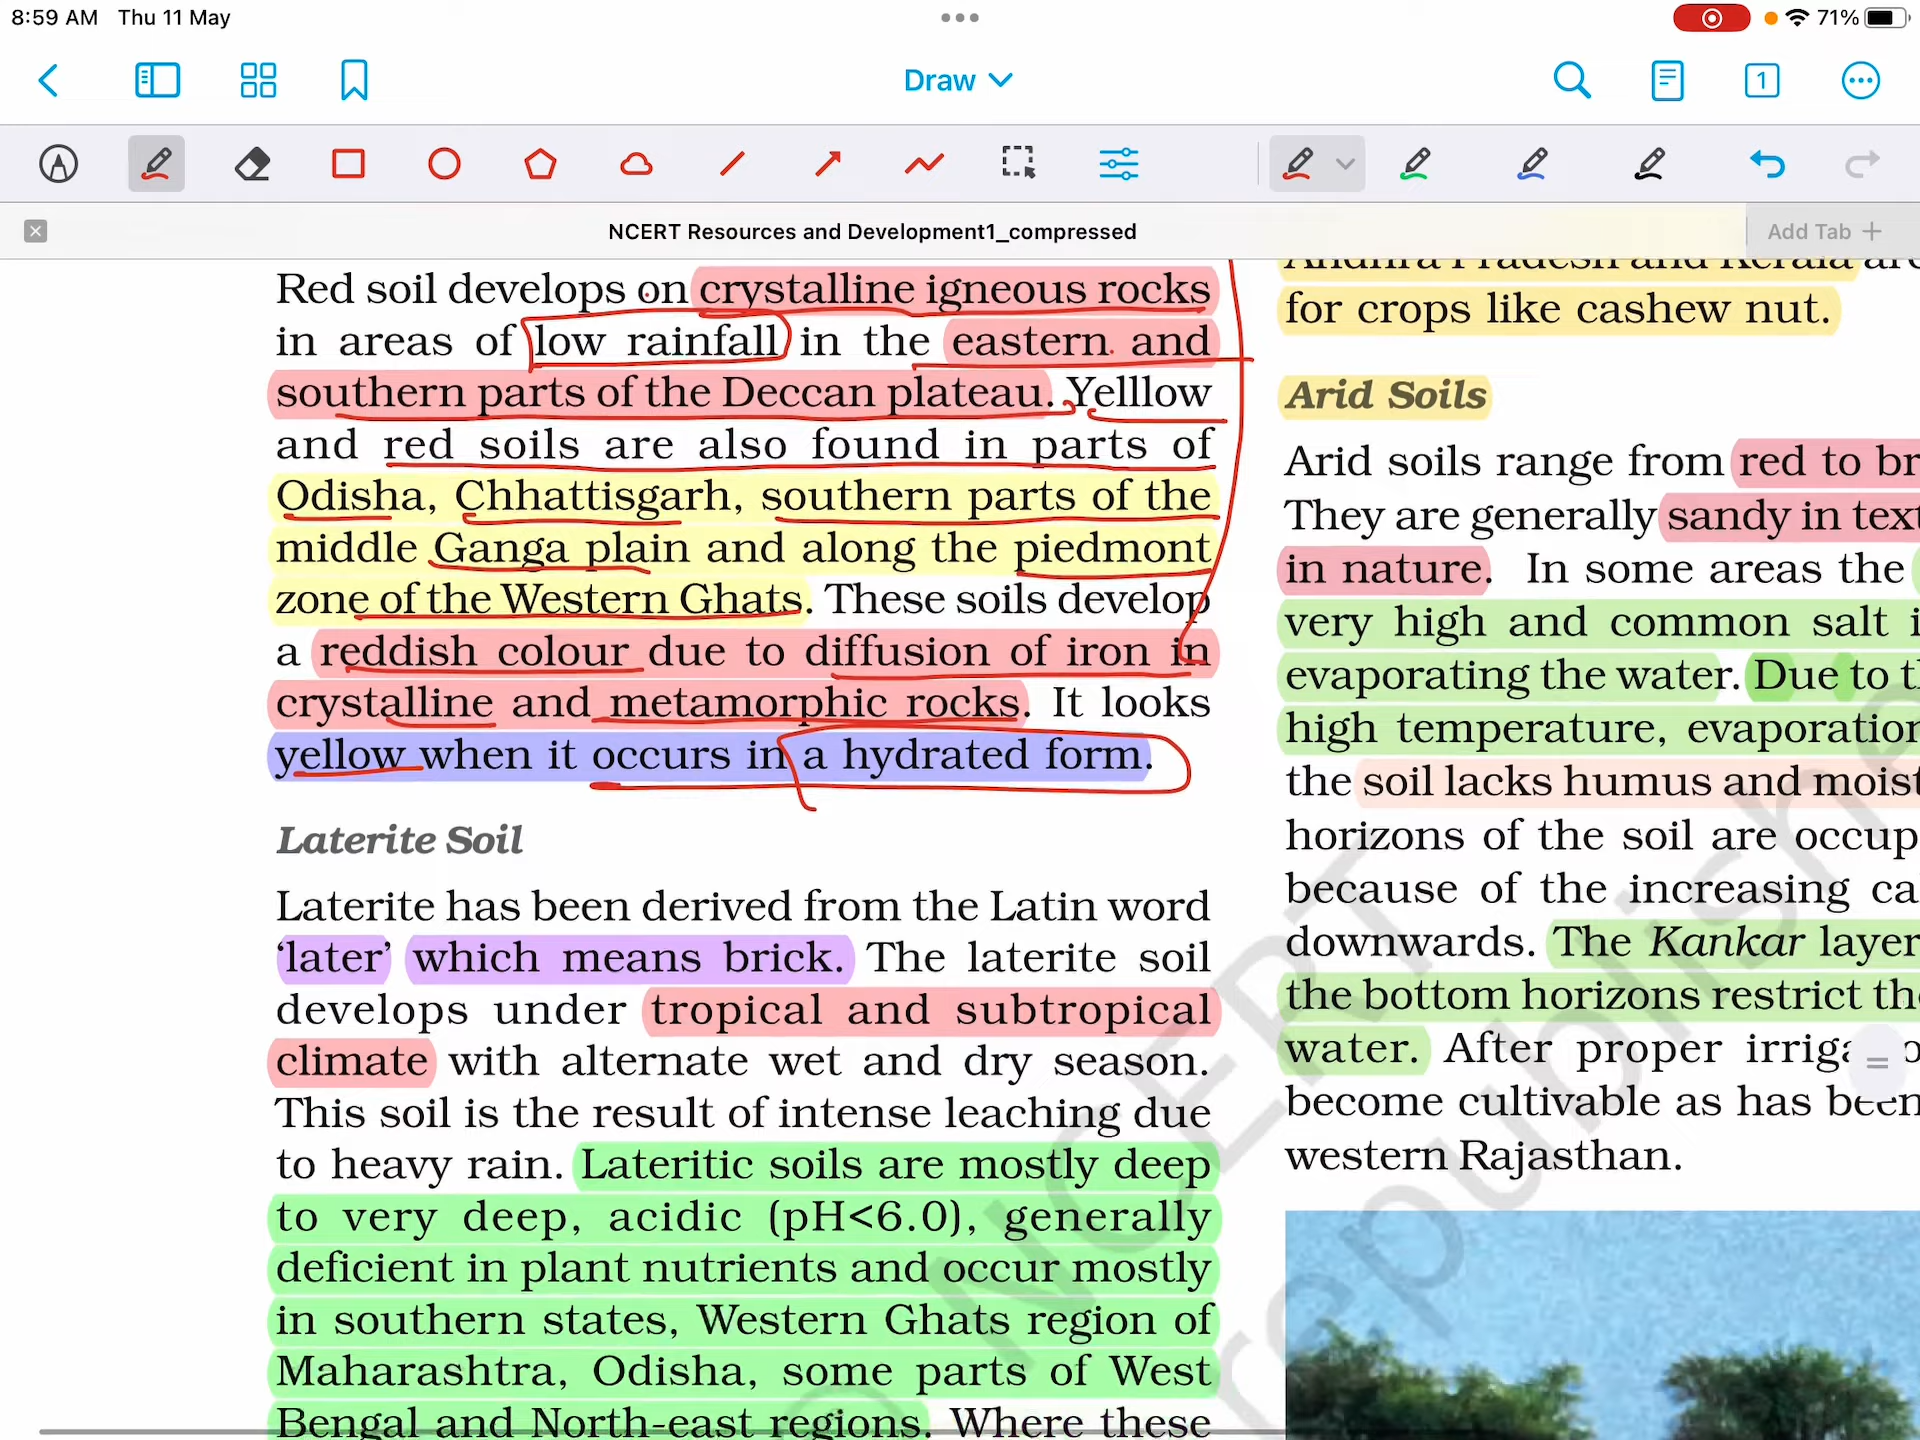 8:59 AM Thu 11 May
71%
Draw
1
NCERT Resources and Development1_compressed
Add Tab +
Red soil develops on crystalline igneous rocks
in areas of low rainfall in the eastern and
southern parts of the Deccan plateau. Yelllow
and red soils are also found in parts of
Odisha, Chhattisgarh, southern parts of the
middle Ganga plain and along the piedmont
zone of the Western Ghats. These soils develop
a reddish colour due to diffusion of iron in
crystalline and metamorphic rocks. It looks
yellow when it occurs in a hydrated form.
Laterite Soil
Laterite has been derived from the Latin word
‘later’ which means brick. The laterite soil
develops under tropical and subtropical
climate with alternate wet and dry season.
This soil is the result of intense leaching due
to heavy rain. Lateritic soils are mostly deep
to very deep, acidic (pH<6.0), generally
deficient in plant nutrients and occur mostly
in southern states, Western Ghats region of
Maharashtra, Odisha, some parts of West
Bengal and North-east regions. Where these
Andhra Pradesh and Kerala are
for crops like cashew nut.
Arid Soils
Arid soils range from red to br
They are generally sandy in text
in nature. In some areas the
very high and common salt i
evaporating the water. Due to t
high temperature, evaporation
the soil lacks humus and moist
horizons of the soil are occup
because of the increasing ca
downwards. The Kankar layer
the bottom horizons restrict the
water. After proper irriga
become cultivable as has been
western Rajasthan.
© NCERT
republishe